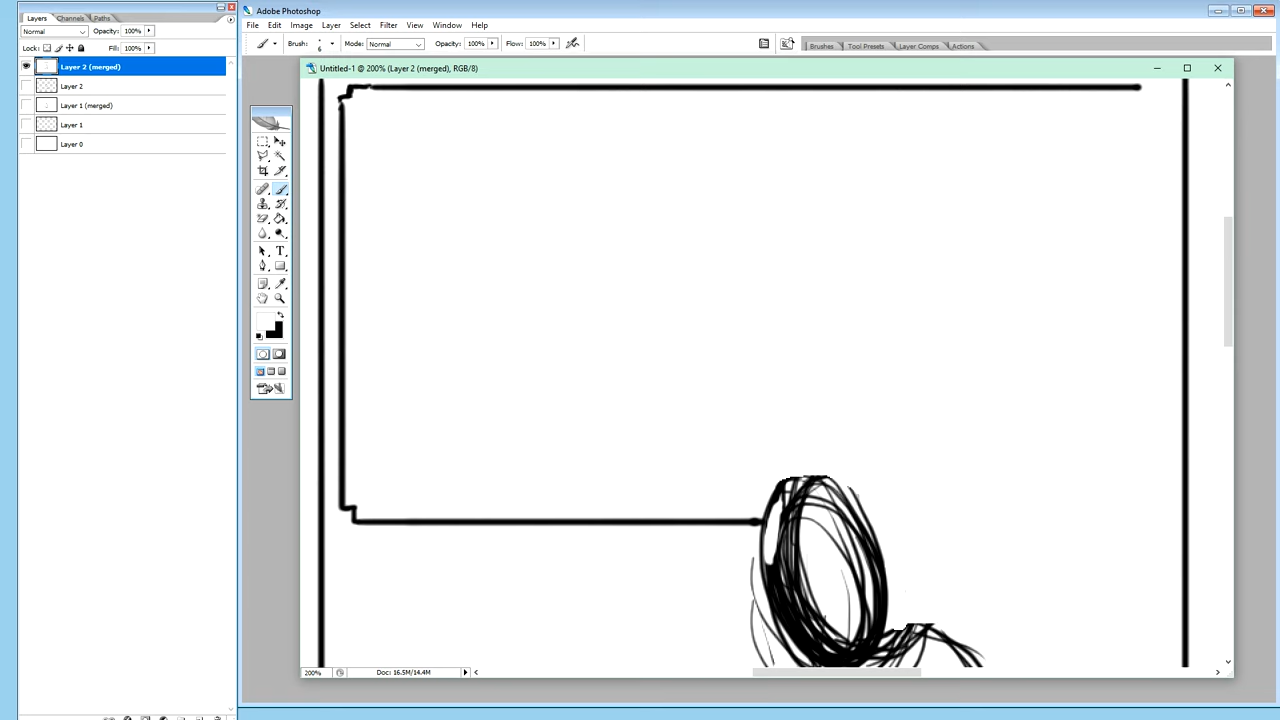 Layers Channels Paths
Normal Opacity: 100%
Lock: Fill: 100%
Layer 2 (merged)
Layer 2
Layer 1 (merged)
Layer 1
Layer 0
Adobe Photoshop
File Edit Image Layer Select Filter View Window Help
Brush: 6 Mode: Normal Opacity: 100% Flow: 100% Brushes Tool Presets Layer Comps Actions
Untitled-1 @ 200% (Layer 2 (merged), RGB/8)
T
200% Doc: 16.5M/14.4M